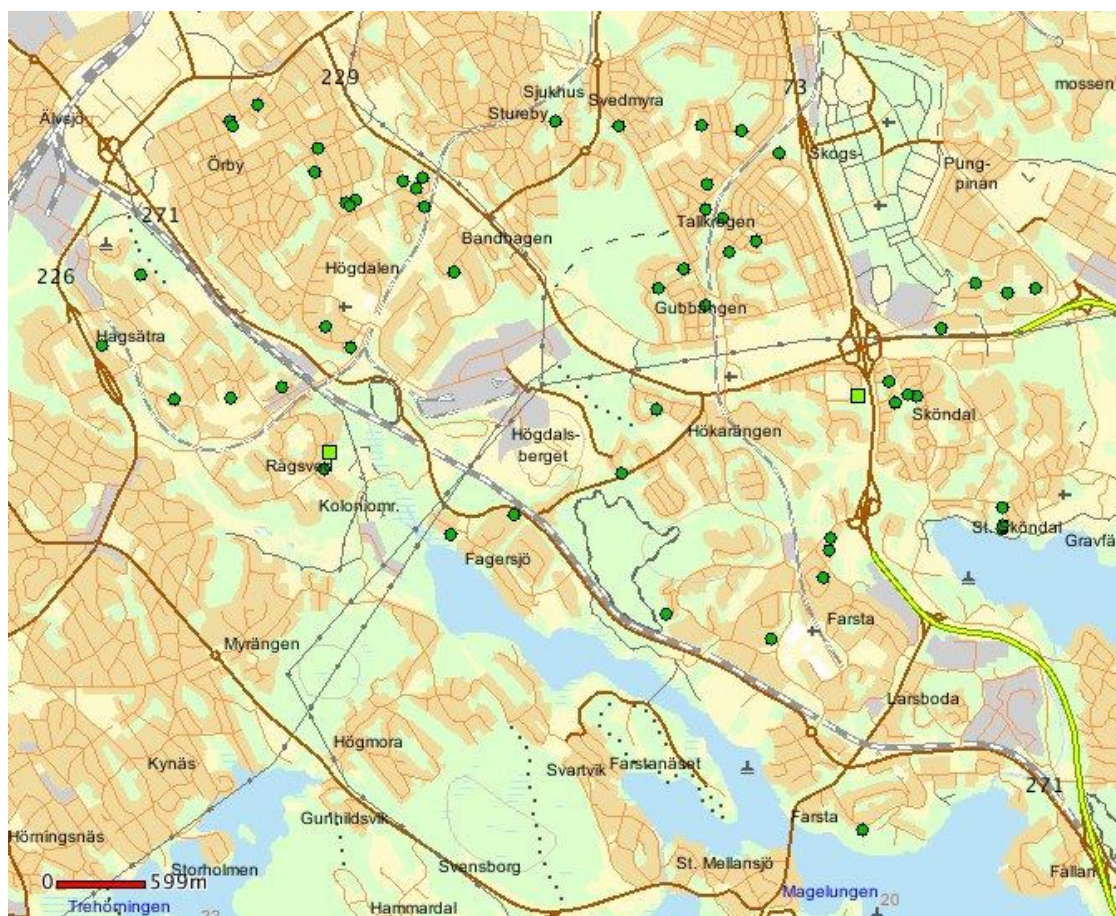 229
Sjukhus
Svedmyra
73
mossen
Älvsjö
Stureby
Skogs-
Örby
Pung-
pinan
271
Tallkrogen
Bandhagen
226
Högdalen
Gubbängen
Hagsätra
Sköndal
Högdals-
berget
Hökarängen
Rågsved
Koloniomr.
St. Sköndal
Gravfä
Fagersjö
Farsta
Myrängen
Larsboda
Högmora
Kynäs
Svartvik
Farstanäset
271
Gunhildsvik
Farsta
Hörningsnäs
Storholmen
Svensborg
St. Mellansjö
Fállan
0 599m
Magelungen
20
Trehörningen
Hammardal